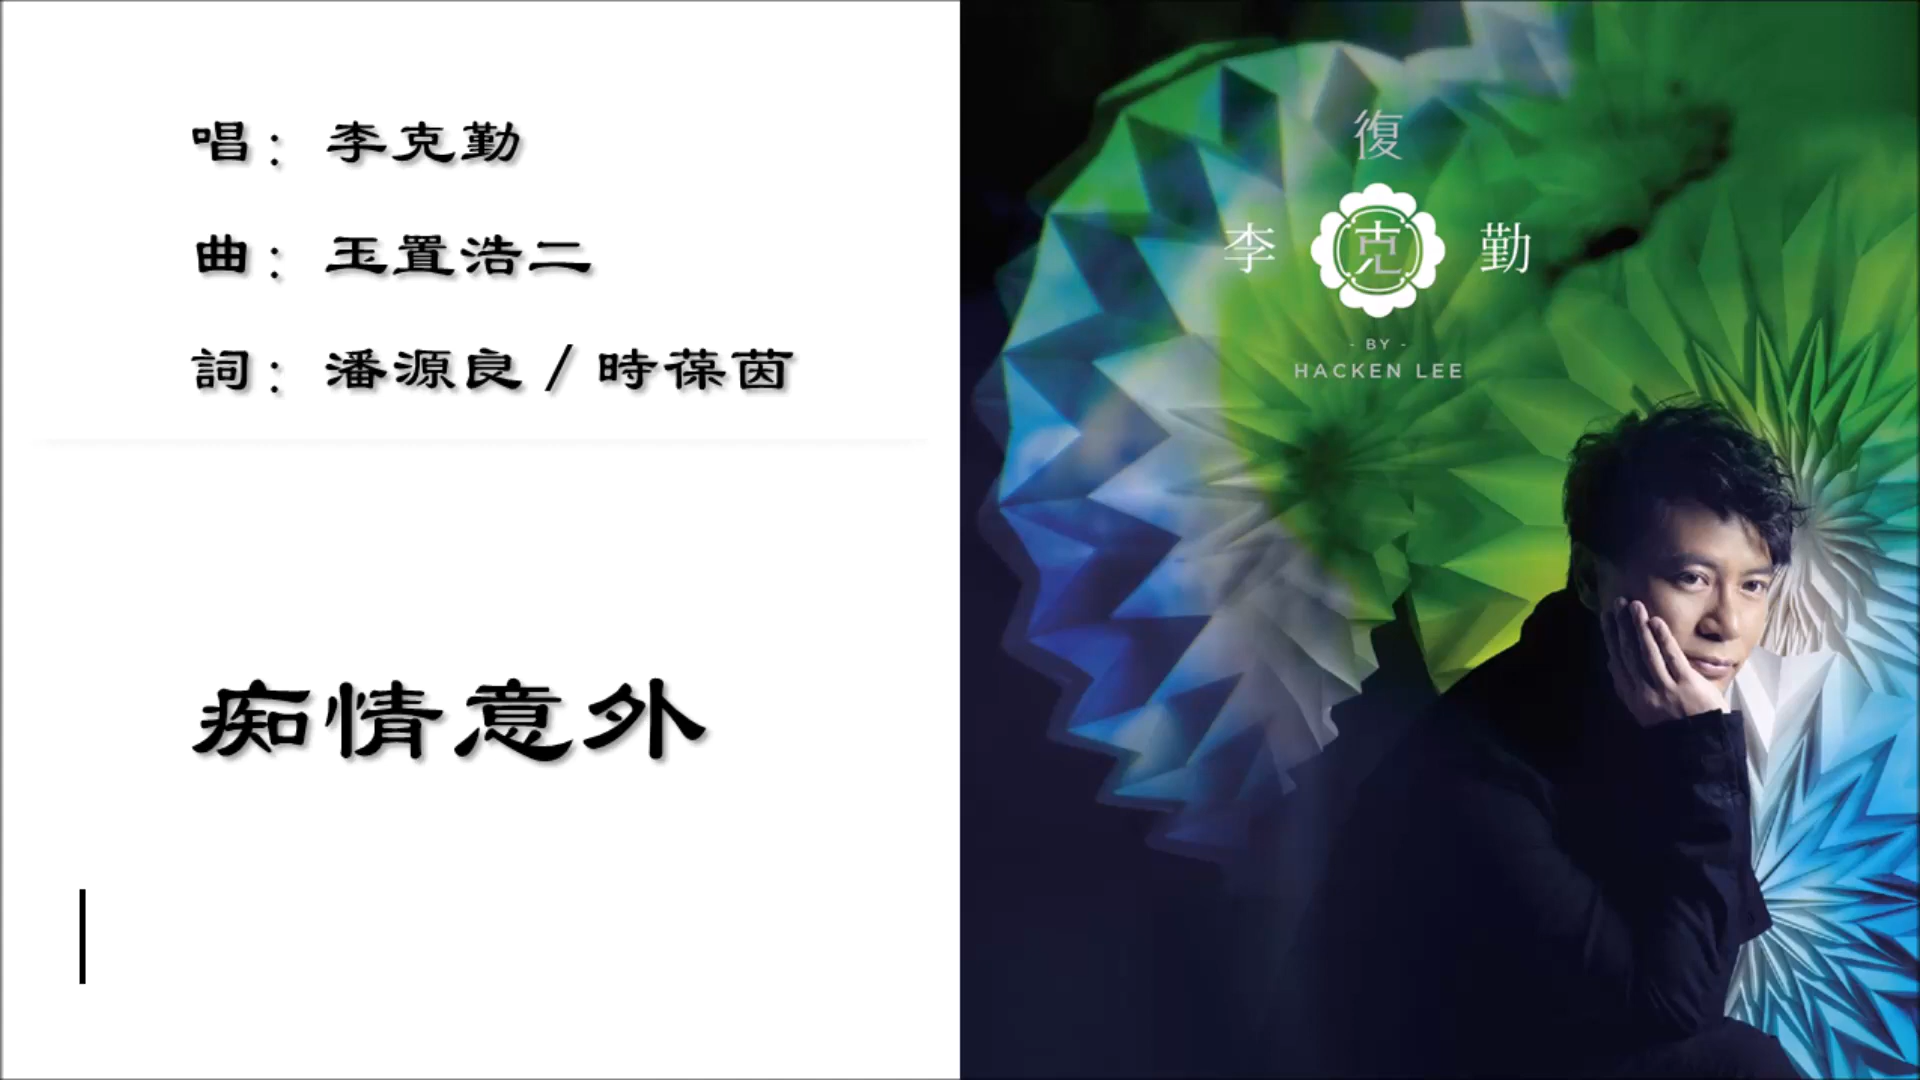 唱： 李克勤
曲： 玉置浩二
詞： 潘源良 / 時葆茵
痴情意外
復
李 克 勤
- BY -
HACKEN LEE